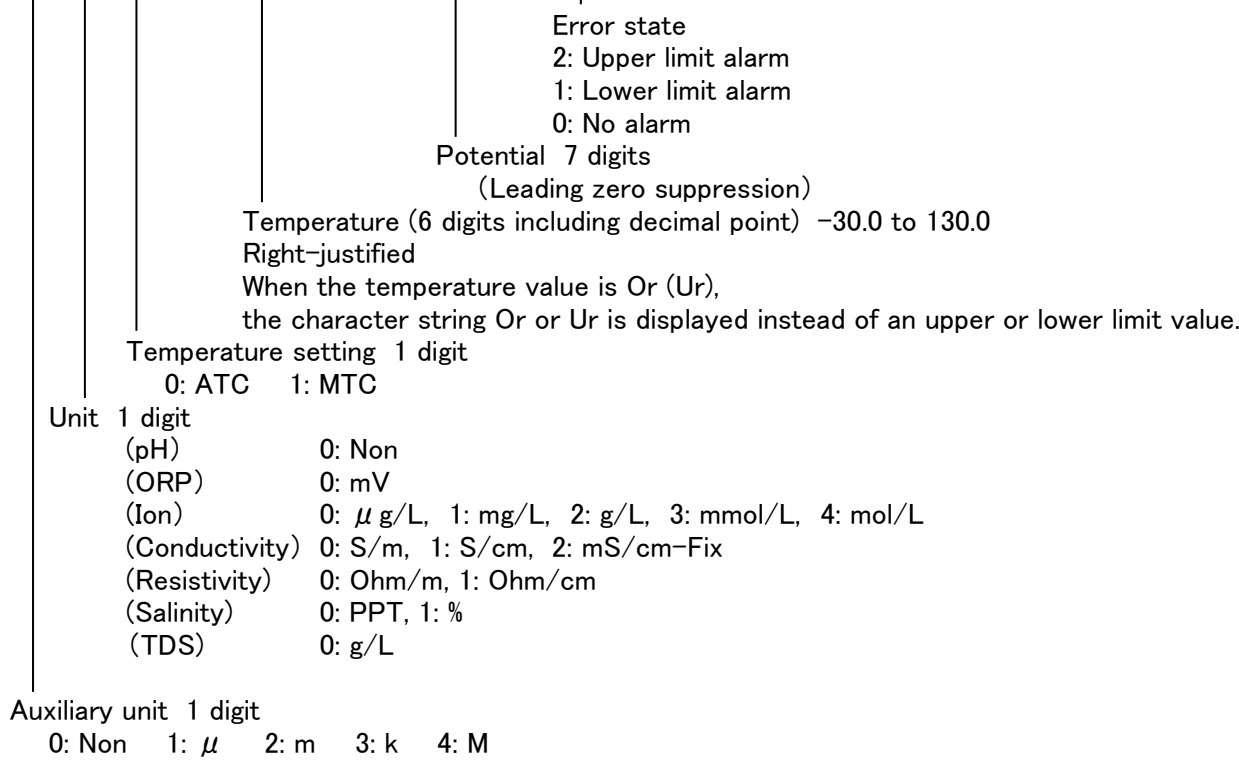 Error state
2: Upper limit alarm
1: Lower limit alarm
0: No alarm
Potential 7 digits
(Leading zero suppression)
Temperature (6 digits including decimal point) -30.0 to 130.0
Right-justified
When the temperature value is Or (Ur),
the character string Or or Ur is displayed instead of an upper or lower limit value.
Temperature setting 1 digit
0: ATC 1: MTC
Unit 1 digit
(pH) 0: Non
(ORP) 0: mV
(Ion) 0: μg/L, 1: mg/L, 2: g/L, 3: mmol/L, 4: mol/L
(Conductivity) 0: S/m, 1: S/cm, 2: mS/cm-Fix
(Resistivity) 0: Ohm/m, 1: Ohm/cm
(Salinity) 0: PPT, 1: %
(TDS) 0: g/L
Auxiliary unit 1 digit
0: Non 1: μ 2: m 3: k 4: M